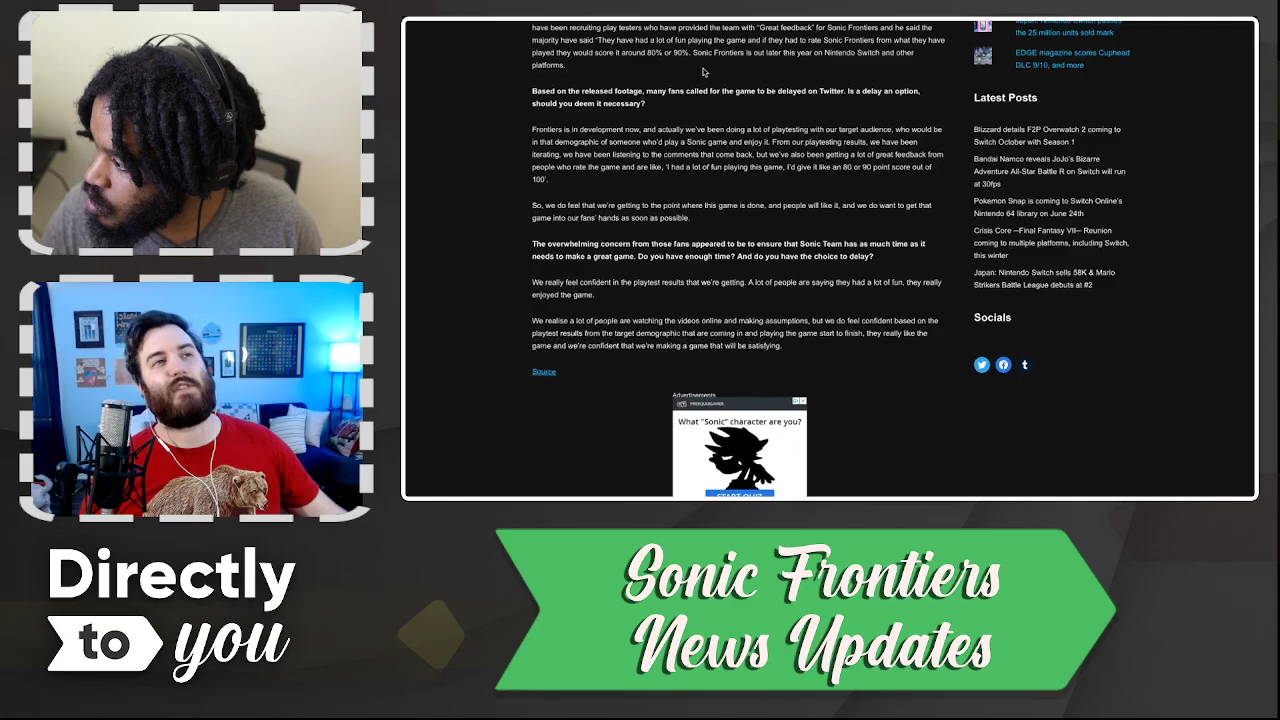 have been recruiting play testers who have provided the team with "Great feedback" for Sonic Frontiers and he said the
majority have said "They have had a lot of fun playing the game and if they had to rate Sonic Frontiers from what they have
played they would score it around 80% or 90%. Sonic Frontiers is out later this year on Nintendo Switch and other
platforms.
Based on the released footage, many fans called for the game to be delayed on Twitter. Is a delay an option,
should you deem it necessary?
Frontiers is in development now, and actually we've been doing a lot of playtesting with our target audience, who would be
in that demographic of someone who'd play a Sonic game and enjoy it. From our playtesting results, we have been
iterating, we have been listening to the comments that come back, but we've also been getting a lot of great feedback from
people who rate the game and are like, 'I had a lot of fun playing this game, I'd give it like an 80 or 90 point score out of
100'.
So, we do feel that we're getting to the point where this game is done, and people will like it, and we do want to get that
game into our fans' hands as soon as possible.
The overwhelming concern from those fans appeared to be to ensure that Sonic Team has as much time as it
needs to make a great game. Do you have enough time? And do you have the choice to delay?
We really feel confident in the playtest results that we're getting. A lot of people are saying they had a lot of fun, they really
enjoyed the game.
We realise a lot of people are watching the videos online and making assumptions, but we do feel confident based on the
playtest results from the target demographic that are coming in and playing the game start to finish, they really like the
game and we're confident that we're making a game that will be satisfying.
Source
Advertisements
What "Sonic" character are you?
START QUIZ
the 25 million units sold mark
EDGE magazine scores Cuphead
DLC 9/10, and more
Latest Posts
Blizzard details F2P Overwatch 2 coming to
Switch October with Season 1
Bandai Namco reveals JoJo's Bizarre
Adventure All-Star Battle R on Switch will run
at 30fps
Pokemon Snap is coming to Switch Online's
Nintendo 64 library on June 24th
Crisis Core —Final Fantasy VII— Reunion
coming to multiple platforms, including Switch,
this winter
Japan: Nintendo Switch sells 58K & Mario
Strikers Battle League debuts at #2
Socials
Directly
to you
Sonic Frontiers
News Updates